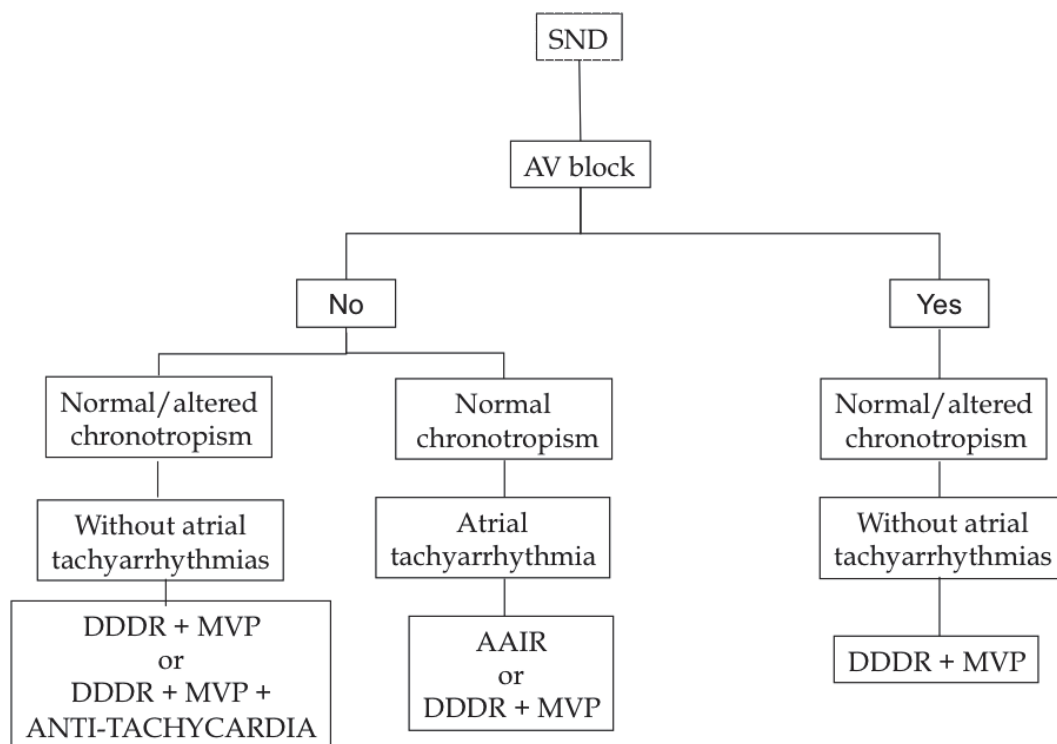 SND
AV block
No
Yes
Normal/altered
chronotropism
Normal
chronotropism
Normal/altered
chronotropism
Without atrial
tachyarrhythmias
Atrial
tachyarrhythmia
Without atrial
tachyarrhythmias
DDDR + MVP
or
DDDR + MVP +
ANTI-TACHYCARDIA
AAIR
or
DDDR + MVP
DDDR + MVP